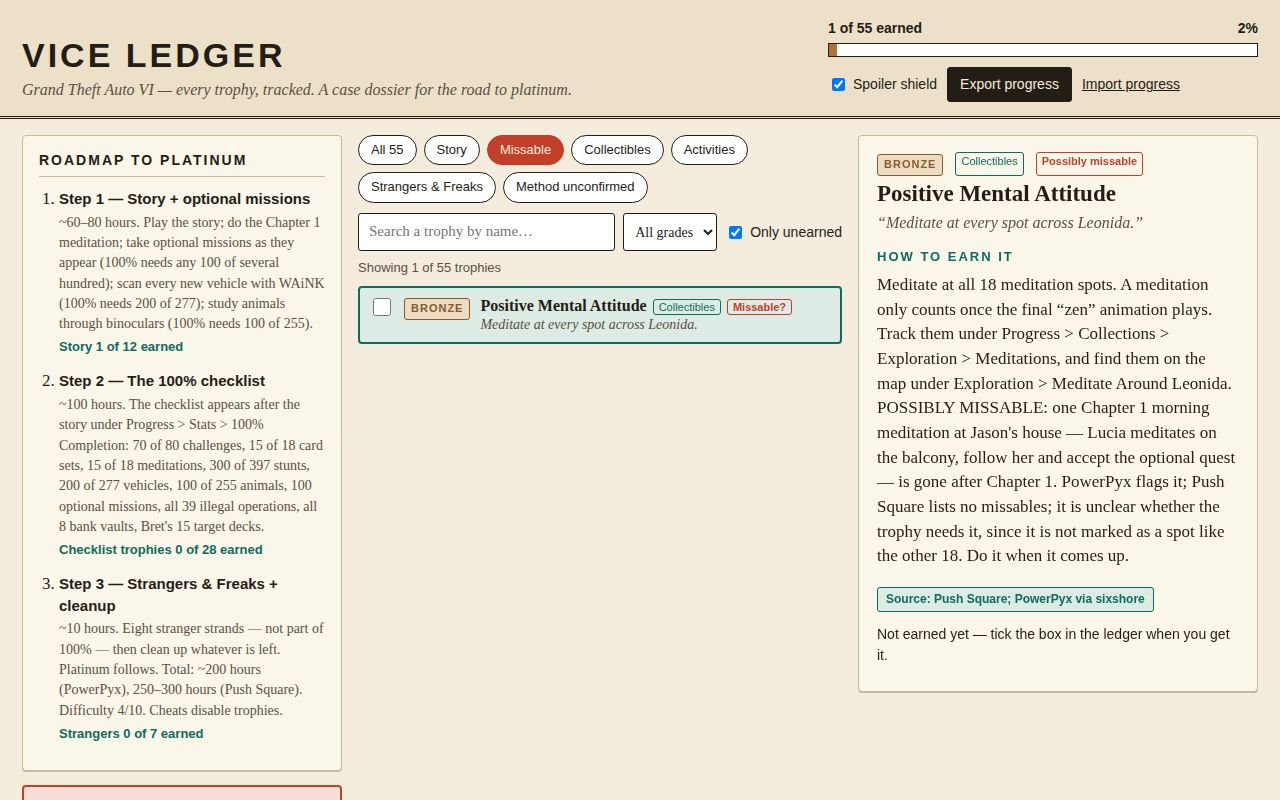 VICE LEDGER
Grand Theft Auto VI — every trophy, tracked. A case dossier for the road to platinum.
1 of 55 earned 2%
Spoiler shield Export progress Import progress
ROADMAP TO PLATINUM
1. Step 1 — Story + optional missions
~60–80 hours. Play the story; do the Chapter 1
meditation; take optional missions as they
appear (100% needs any 100 of several
hundred); scan every new vehicle with WAiNK
(100% needs 200 of 277); study animals
through binoculars (100% needs 100 of 255).
Story 1 of 12 earned
2. Step 2 — The 100% checklist
~100 hours. The checklist appears after the
story under Progress > Stats > 100%
Completion: 70 of 80 challenges, 15 of 18 card
sets, 15 of 18 meditations, 300 of 397 stunts,
200 of 277 vehicles, 100 of 255 animals, 100
optional missions, all 39 illegal operations, all
8 bank vaults, Bret's 15 target decks.
Checklist trophies 0 of 28 earned
3. Step 3 — Strangers & Freaks +
cleanup
~10 hours. Eight stranger strands — not part of
100% — then clean up whatever is left.
Platinum follows. Total: ~200 hours
(PowerPyx), 250–300 hours (Push Square).
Difficulty 4/10. Cheats disable trophies.
Strangers 0 of 7 earned
All 55 Story Missable Collectibles Activities
Strangers & Freaks Method unconfirmed
Search a trophy by name… All grades Only unearned
Showing 1 of 55 trophies
BRONZE Positive Mental Attitude Collectibles Missable?
Meditate at every spot across Leonida.
BRONZE Collectibles Possibly missable
Positive Mental Attitude
“Meditate at every spot across Leonida.”
HOW TO EARN IT
Meditate at all 18 meditation spots. A meditation
only counts once the final “zen” animation plays.
Track them under Progress > Collections >
Exploration > Meditations, and find them on the
map under Exploration > Meditate Around Leonida.
POSSIBLY MISSABLE: one Chapter 1 morning
meditation at Jason's house — Lucia meditates on
the balcony, follow her and accept the optional quest
— is gone after Chapter 1. PowerPyx flags it; Push
Square lists no missables; it is unclear whether the
trophy needs it, since it is not marked as a spot like
the other 18. Do it when it comes up.
Source: Push Square; PowerPyx via sixshore
Not earned yet — tick the box in the ledger when you get
it.